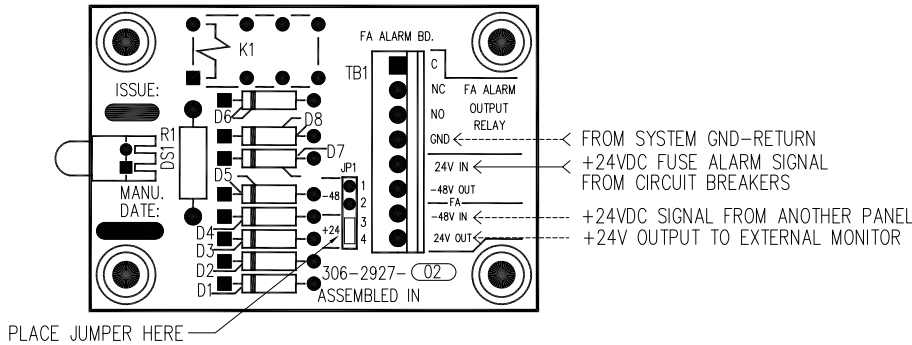 FA ALARM BD.
K1
TB1
C
NC
NO
GND
FA ALARM
OUTPUT
RELAY
24V IN
-48V OUT
FA
-48V IN
24V OUT
ISSUE:
R1
DS1
MANU.
DATE:
D6
D8
D7
D5
D4
D3
D2
D1
JP1
-48
+24
1
2
3
4
306-2927- 02
ASSEMBLED IN
FROM SYSTEM GND-RETURN
+24VDC FUSE ALARM SIGNAL
FROM CIRCUIT BREAKERS
+24VDC SIGNAL FROM ANOTHER PANEL
+24V OUTPUT TO EXTERNAL MONITOR
PLACE JUMPER HERE